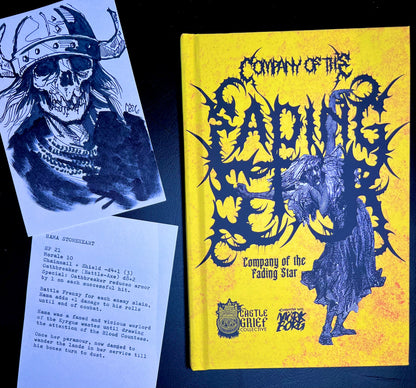 COMPANY OF THE
FADING
STAR
Company of the
Fading Star
CASTLE
GRIEF
COLLECTIVE
MÖRK
BORG
RAMA STONEHEART
HP 21
Morale 10
Chainmail + Shield -d4+1 (3)
Oathbreaker (Battle-Axe) d8+2
Special: Oathbreaker reduces armor
by 1 on each successful hit.
Battle Frenzy for each enemy slain,
Rama adds +1 damage to his rolls
until end of combat.
Rama was a famed and vicious warlord
of the Kyrgus wastes until drawing
the attention of the Blood Countess.
Once her paramour, now damned to
wander the lands in her service till
his bones turn to dust.